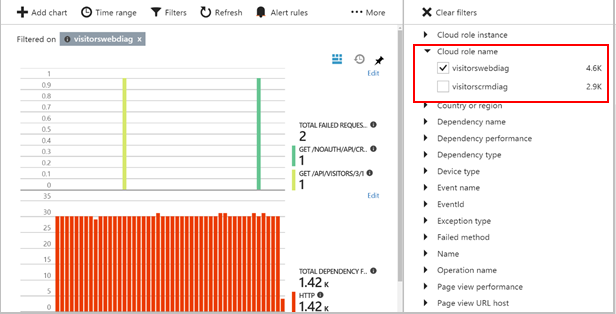 Add chart Time range Filters Refresh Alert rules ... More
Filtered on visitorswebdiag x
Edit
1
0.9
0.8
0.7
0.6
0.5
0.4
0.3
0.2
0.1
0
TOTAL FAILED REQUES..
2
GET /NOAUTH/API/CR..
1
GET /API/VISITORS/3/1
1
Edit
35
30
25
20
15
10
5
0
TOTAL DEPENDENCY F..
1.42 K
HTTP
1.42 K
Clear filters
Cloud role instance
Cloud role name
visitorswebdiag 4.6K
visitorscrmdiag 2.9K
Country or region
Dependency name
Dependency performance
Dependency type
Device type
Event name
EventId
Exception type
Failed method
Name
Operation name
Page view performance
Page view URL host